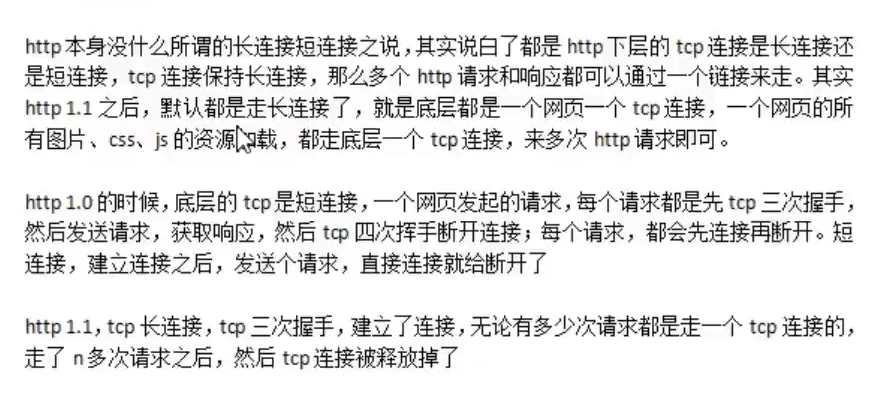 http本身没什么所谓的长连接短连接之说，其实说白了都是 http 下层的 tcp 连接是长连接还
是短连接，tcp 连接保持长连接，那么多个 http 请求和响应都可以通过一个链接来走。其实
http 1.1 之后，默认都是走长连接了，就是底层都是一个网页一个 tcp 连接，一个网页的所
有图片、css、js 的资源加载，都走底层一个 tcp 连接，来多次 http 请求即可。
http 1.0 的时候，底层的 tcp 是短连接，一个网页发起的请求，每个请求都是先 tcp 三次握手，
然后发送请求，获取响应，然后 tcp 四次挥手断开连接；每个请求，都会先连接再断开。短
连接，建立连接之后，发送个请求，直接连接就给断开了
http 1.1，tcp 长连接，tcp 三次握手，建立了连接，无论有多少次请求都是走一个 tcp 连接的，
走了 n 多次请求之后，然后 tcp 连接被释放掉了